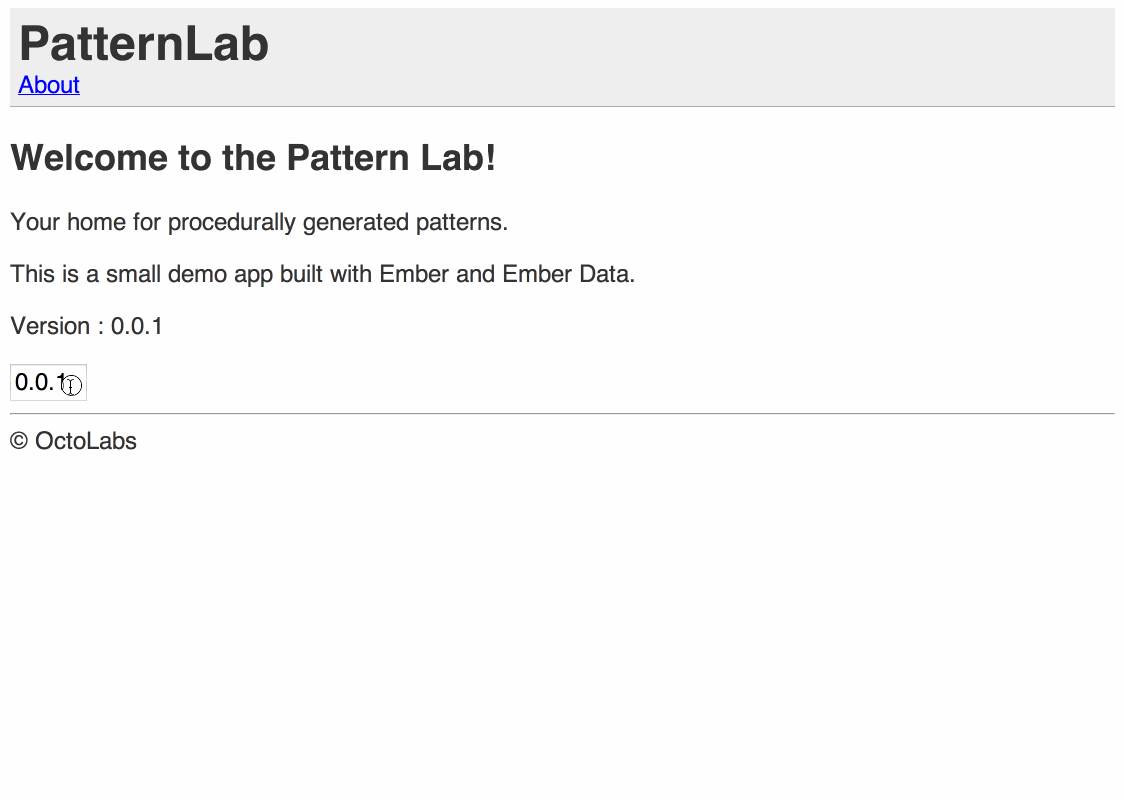 PatternLab
About
Welcome to the Pattern Lab!
Your home for procedurally generated patterns.
This is a small demo app built with Ember and Ember Data.
Version : 0.0.1
0.0.1
© OctoLabs